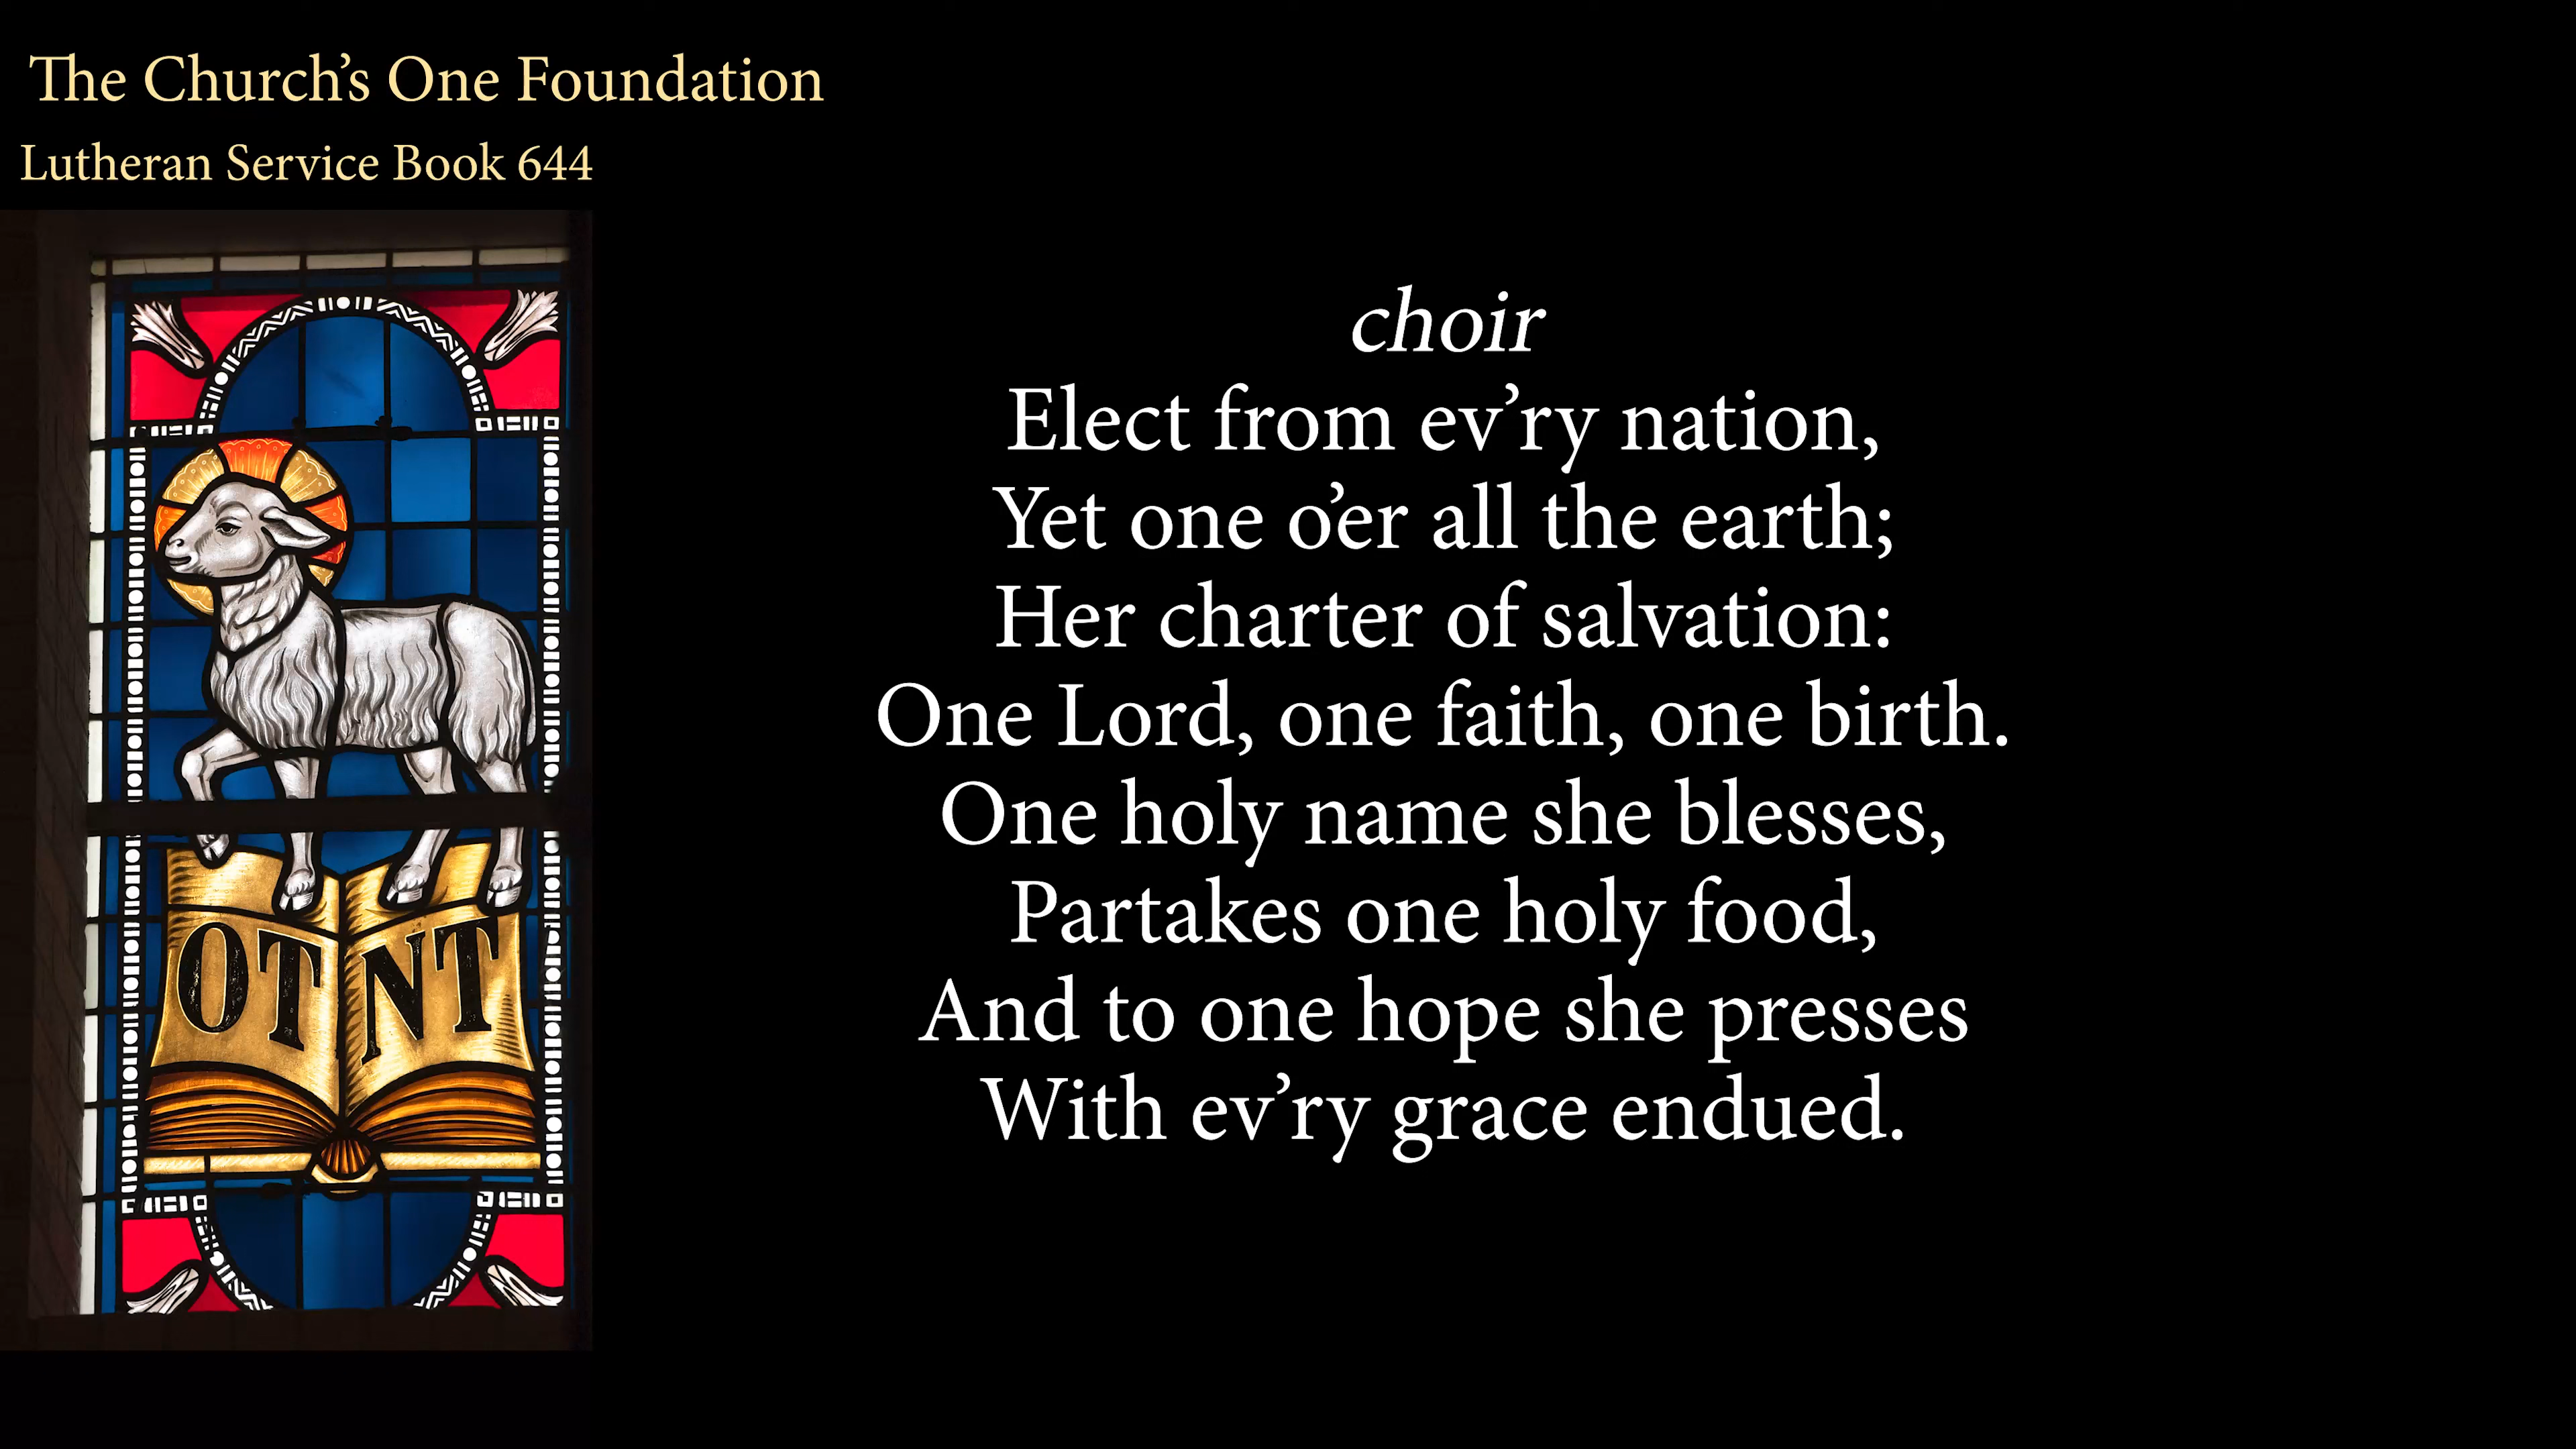 The Church’s One Foundation
Lutheran Service Book 644
choir
Elect from ev’ry nation,
Yet one o’er all the earth;
Her charter of salvation:
One Lord, one faith, one birth.
One holy name she blesses,
Partakes one holy food,
And to one hope she presses
With ev’ry grace endued.
OT NT